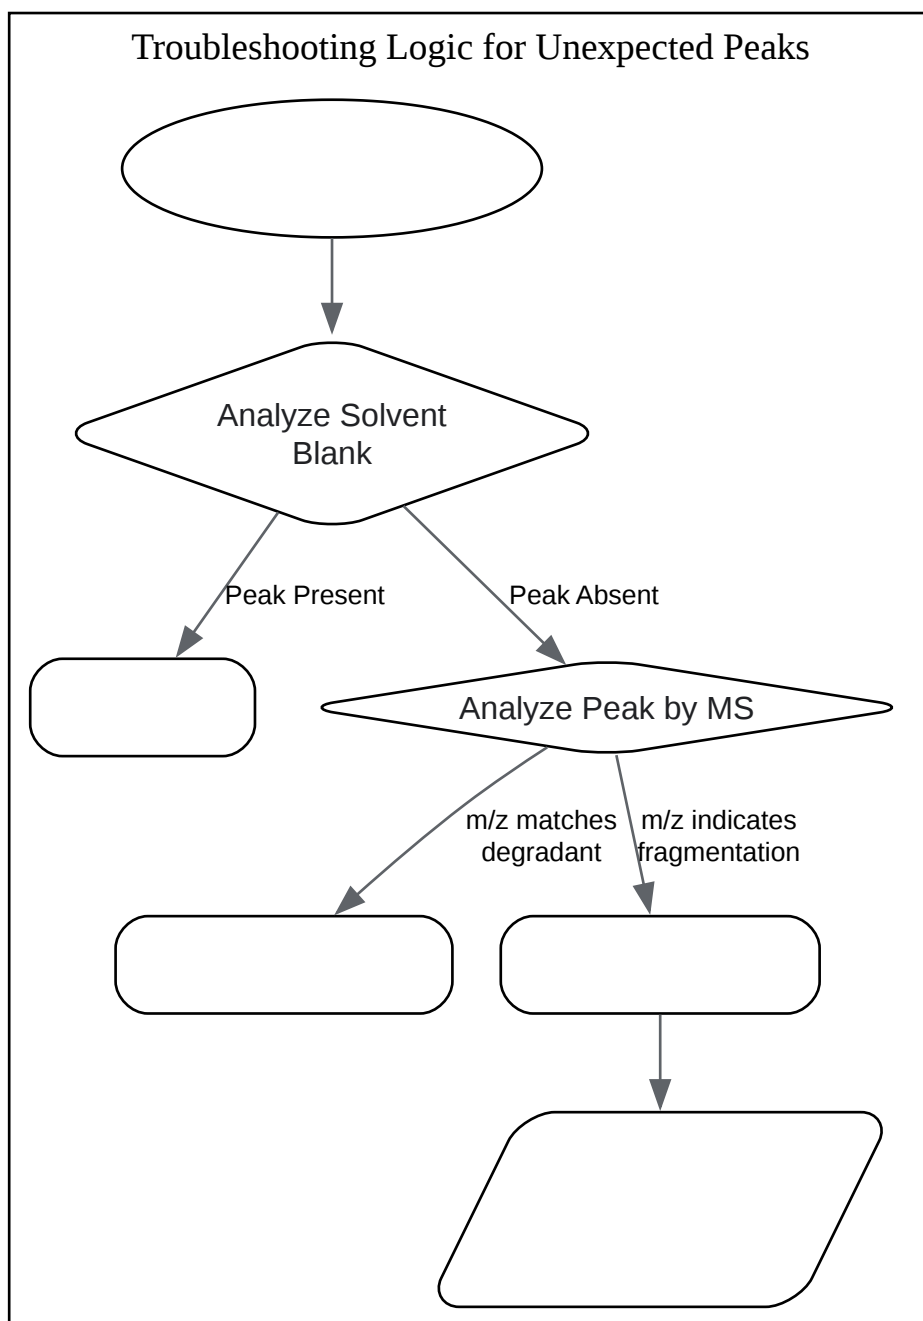 Troubleshooting Logic for Unexpected Peaks
Analyze Solvent
Blank
Peak Present
Peak Absent
Analyze Peak by MS
m/z matches
degradant
m/z indicates
fragmentation